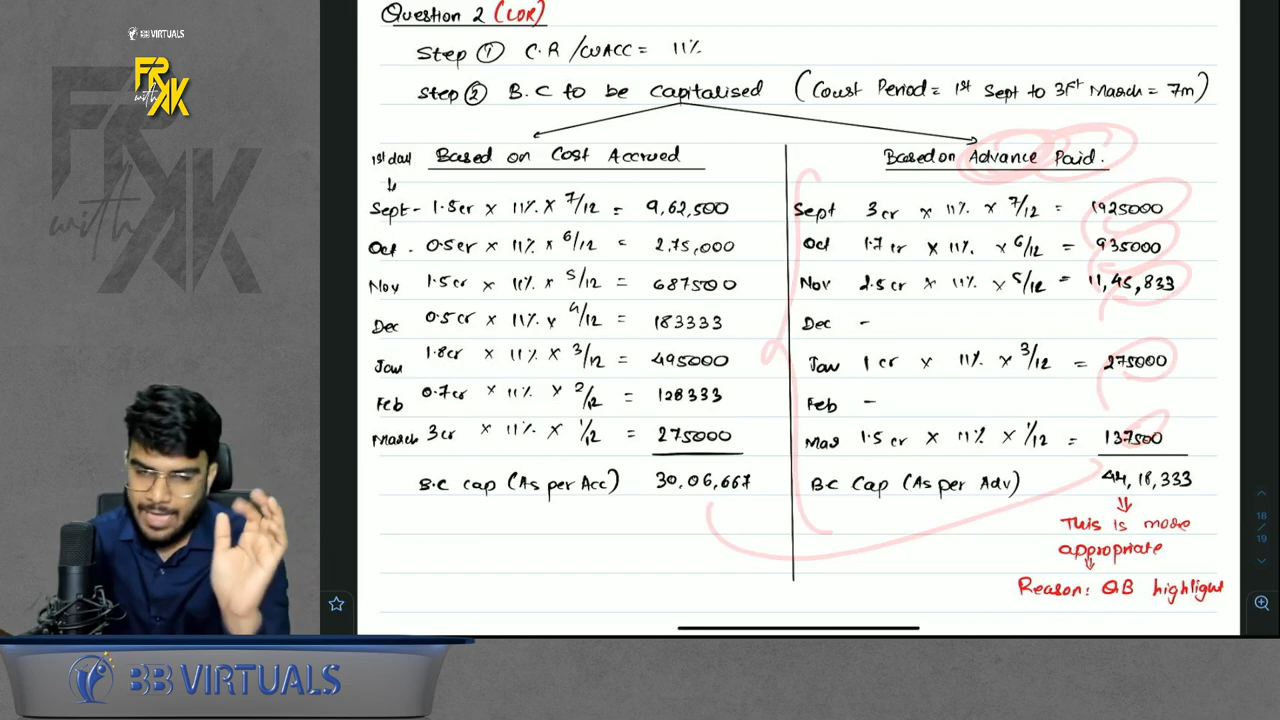 BB VIRTUALS
FR
with
AK
FR
with
AK
Question 2 (LDR)
Step ① C.R/WACC = 11%
Step ② B.C to be capitalised (Const Period = 1st Sept to 31st March = 7m)
1st day Based on Cost Accrued
Sept - 1.5cr × 11% × 7/12 = 9,62,500
Oct - 0.5cr × 11% × 6/12 = 2,75,000
Nov 1.5cr × 11% × 5/12 = 687500
Dec 0.5cr × 11% × 4/12 = 183333
Jan 1.8cr × 11% × 3/12 = 495000
Feb 0.7cr × 11% × 2/12 = 128333
March 3cr × 11% × 1/12 = 275000
B.C cap (As per Acc) 30,06,667
Based on Advance Paid.
Sept 3cr × 11% × 7/12 = 1925000
Oct 1.7cr × 11% × 6/12 = 935000
Nov 2.5cr × 11% × 5/12 = 11,45,833
Dec -
Jan 1cr × 11% × 3/12 = 275000
Feb -
Mar 1.5cr × 11% × 1/12 = 137500
BC Cap (As per Adv) 44,18,333
This is more
appropriate
Reason: QB highlight
18
/
19
BB VIRTUALS